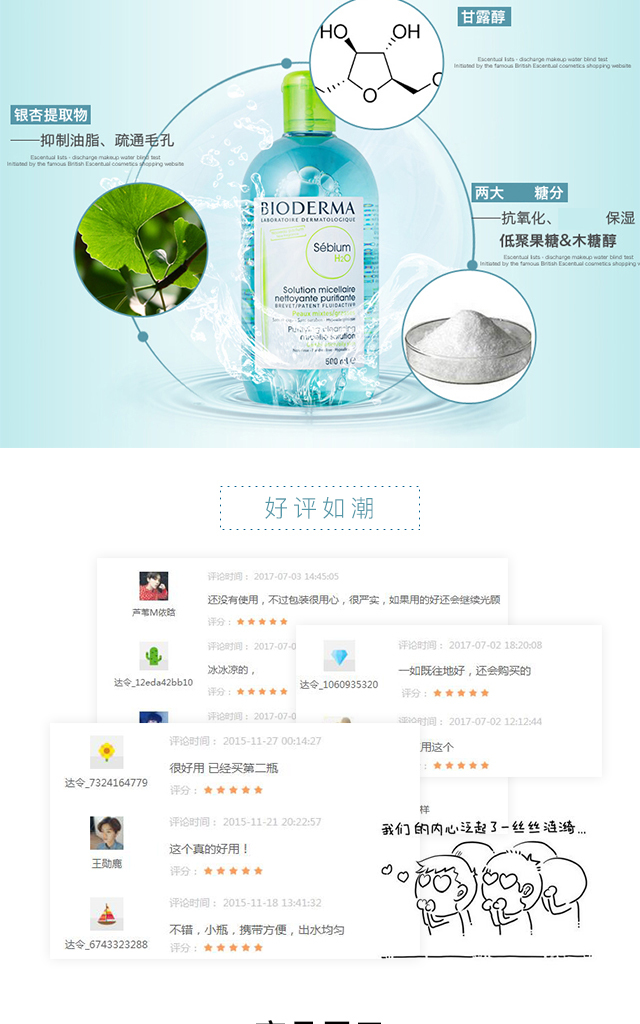 甘露醇
HO
OH
O
Escentual lists - discharge makeup water blind test
Initiated by the famous British Escentual cosmetics shopping website
银杏提取物
——抑制油脂、疏通毛孔
Escentual lists - discharge makeup water blind test
Initiated by the famous British Escentual cosmetics shopping website
两大 糖分
——抗氧化、 保湿
低聚果糖&木糖醇
Escentual lists - discharge makeup water blind test
Initiated by the famous British Escentual cosmetics shopping w
BIODERMA
LABORATOIRE DERMATOLOGIQUE
Sébium
H2O
Solution micellaire
nettoyante purifiante
BREVET/PATENT FLUIDACTIV
Purifying cleansing
micelle solution
500 ml e
好评如潮
评论时间： 2017-07-03 14:45:05
还没有使用，不过包装很用心，很严实，如果用的好还会继续光顾
芦苇M依晗
评分：
评论时间： 2017-07-0
冰冰凉的，
达令_12eda42bb10
评分：
评论时间： 2017-07-0
评论时间： 2017-07-02 18:20:08
一如既往地好，还会购买的
达令_1060935320
评分：
评论时间： 2017-07-02 12:12:44
用这个
评论时间： 2015-11-27 00:14:27
很好用 已经买第二瓶
达令_7324164779
评分：
评论时间： 2015-11-21 20:22:57
这个真的好用！
王勋鹿
评分：
评论时间： 2015-11-18 13:41:32
不错，小瓶，携带方便，出水均匀
达令_6743323288
评分：
样
我们的内心泛起了一丝丝涟漪...